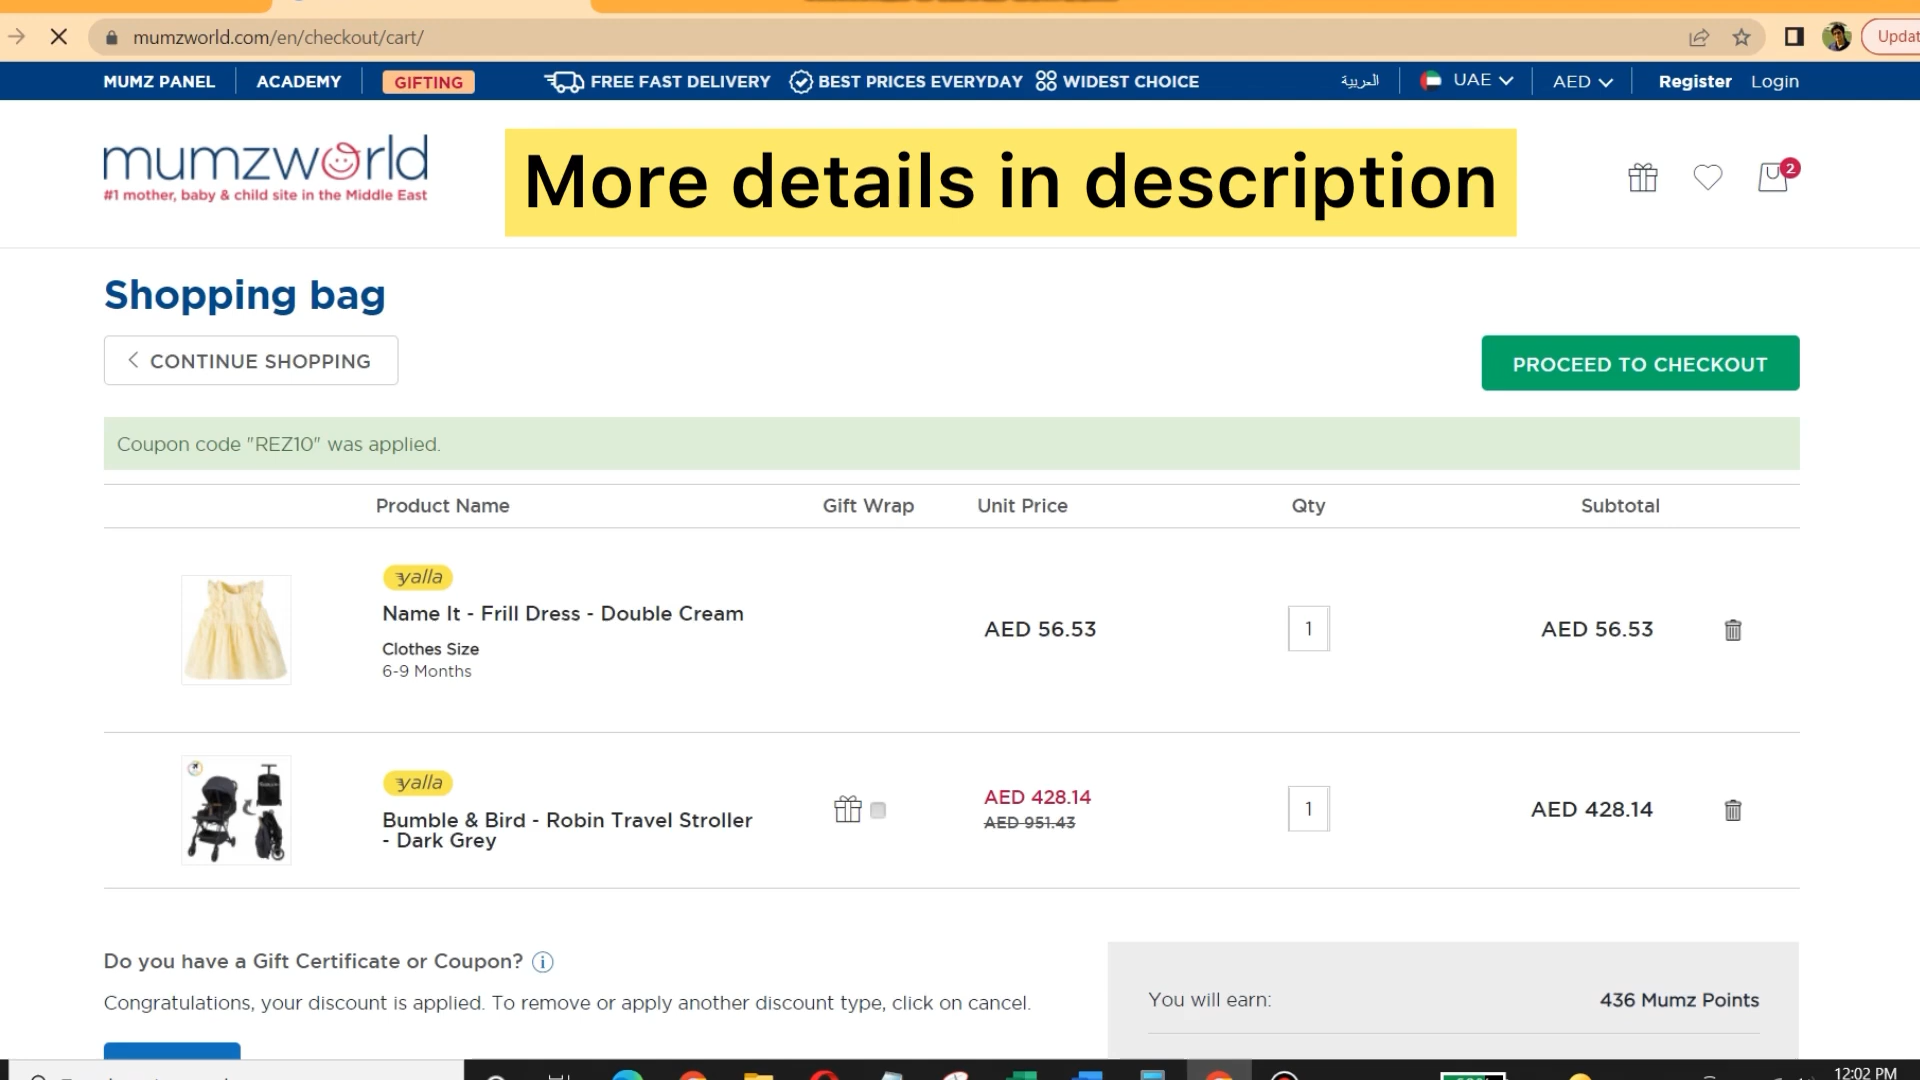 mumzworld.com/en/checkout/cart/
Updat
MUMZ PANEL
ACADEMY
GIFTING
FREE FAST DELIVERY
BEST PRICES EVERYDAY
WIDEST CHOICE
العربية
UAE
AED
Register
Login
mumzworld
#1 mother, baby & child site in the Middle East
More details in description
2
Shopping bag
CONTINUE SHOPPING
PROCEED TO CHECKOUT
Coupon code "REZ10" was applied.
Product Name
Gift Wrap
Unit Price
Qty
Subtotal
yalla
Name It - Frill Dress - Double Cream
Clothes Size
6-9 Months
AED 56.53
1
AED 56.53
yalla
Bumble & Bird - Robin Travel Stroller
- Dark Grey
AED 428.14
AED 951.43
1
AED 428.14
Do you have a Gift Certificate or Coupon?
Congratulations, your discount is applied. To remove or apply another discount type, click on cancel.
You will earn:
436 Mumz Points
12:02 PM